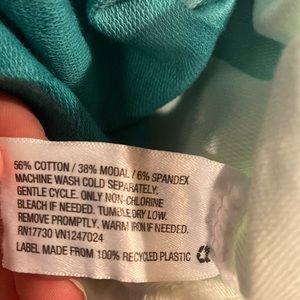 56% COTTON / 38% MODAL / 6% SPANDEX
MACHINE WASH COLD SEPARATELY.
GENTLE CYCLE. ONLY NON-CHLORINE
BLEACH IF NEEDED. TUMBLE DRY LOW.
REMOVE PROMPTLY. WARM IRON IF NEEDED.
RN17730 VN1247024
LABEL MADE FROM 100% RECYCLED PLASTIC